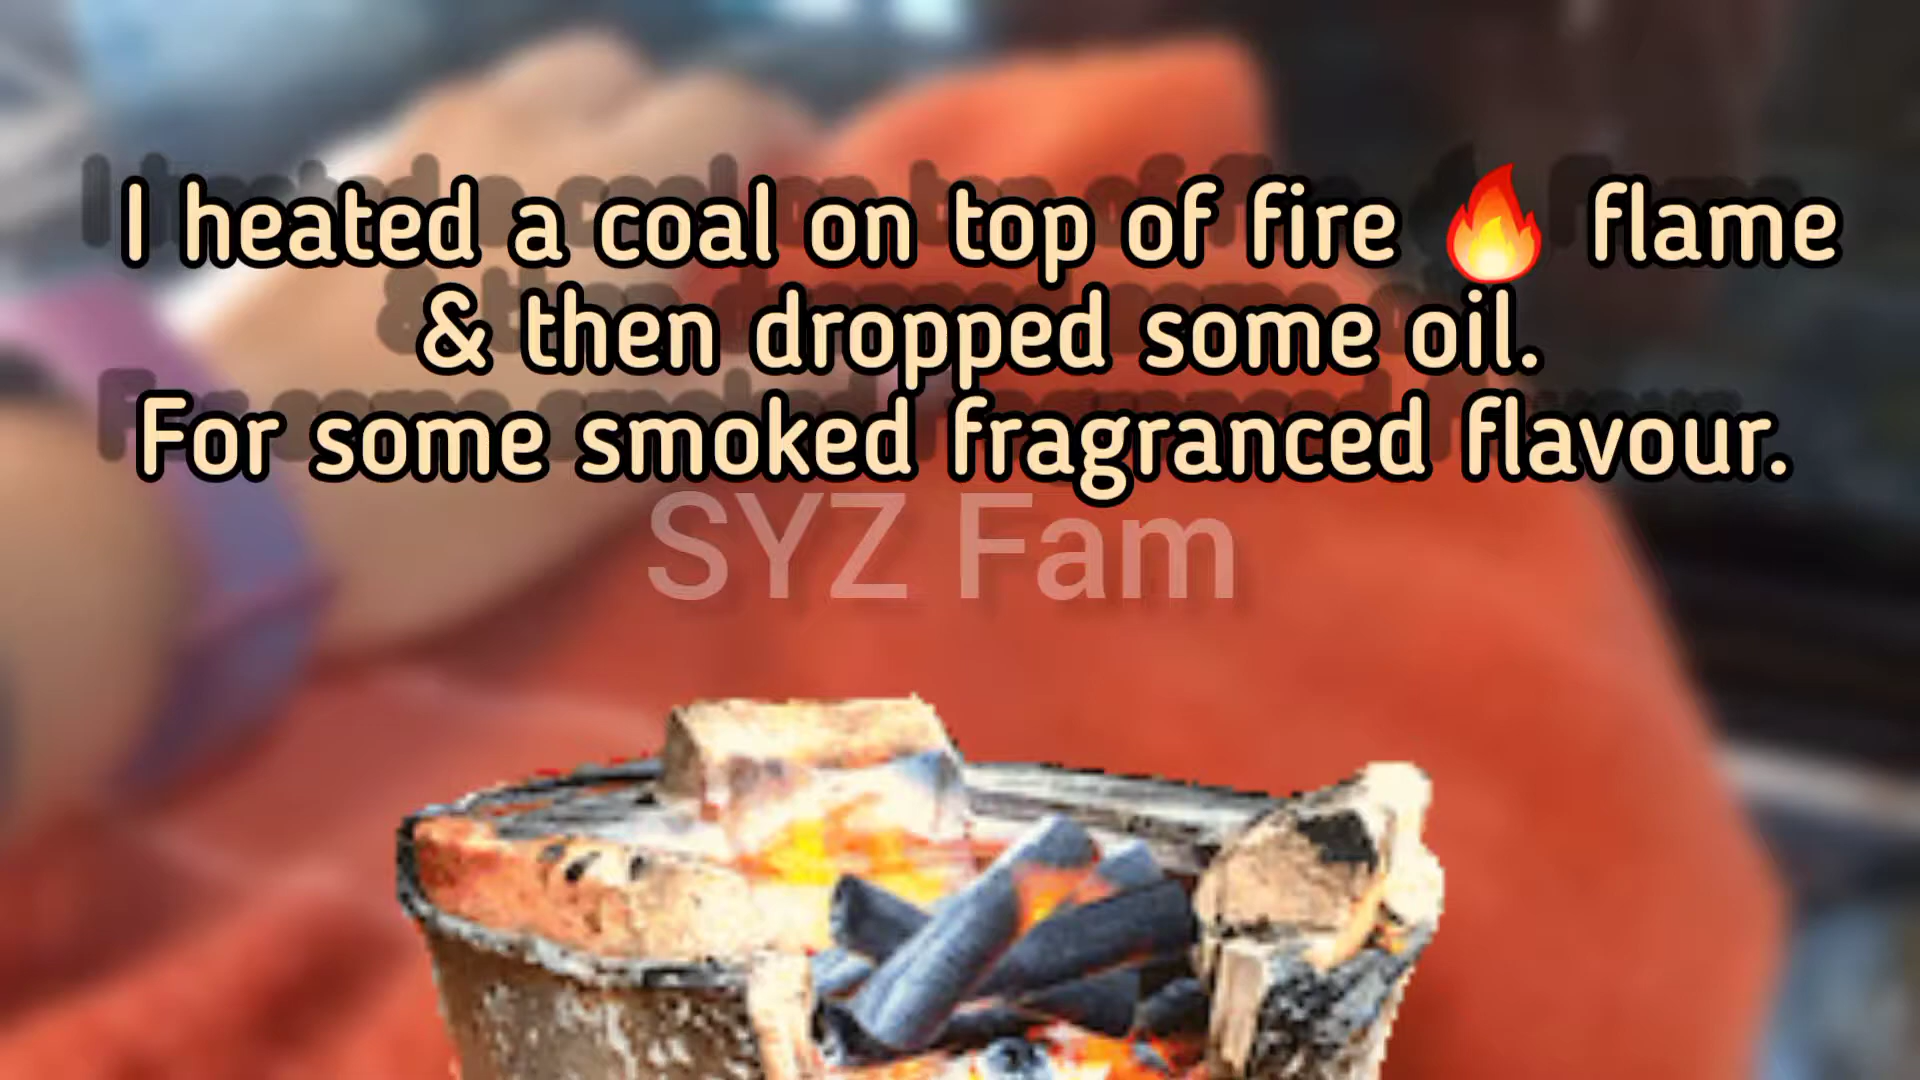 I heated a coal on top of fire 🔥 flame
& then dropped some oil.
For some smoked fragranced flavour.
SYZ Fam